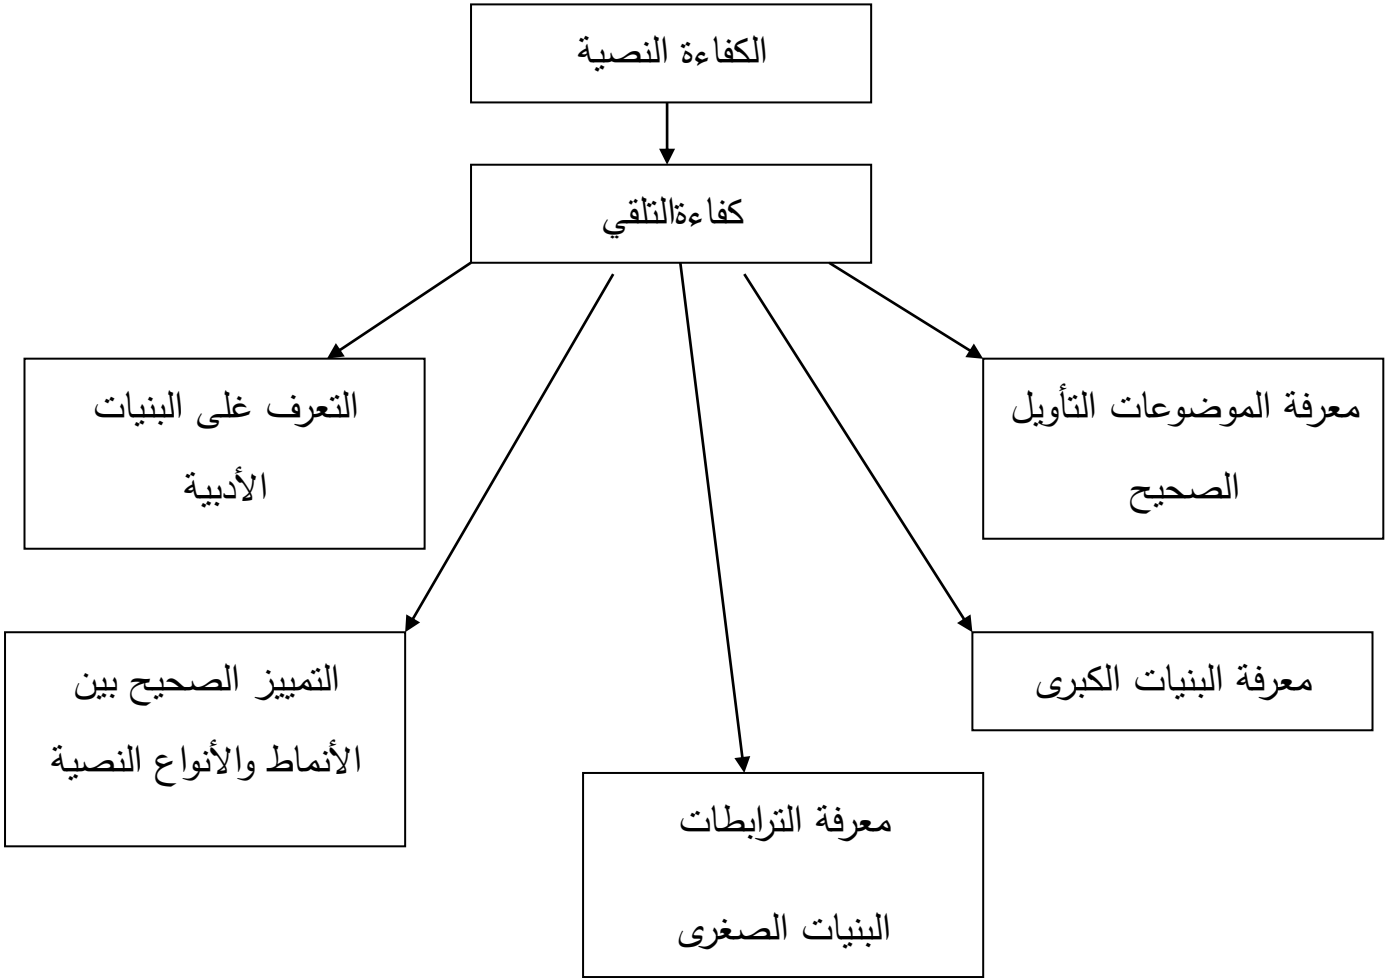 الكفاءة النصية
كفاءةالتلقي
معرفة الموضوعات التأويل
الصحيح
التعرف غلى البنيات
الأدبية
معرفة البنيات الكبرى
التمييز الصحيح بين
الأنماط والأنواع النصية
معرفة الترابطات
البنيات الصغرى